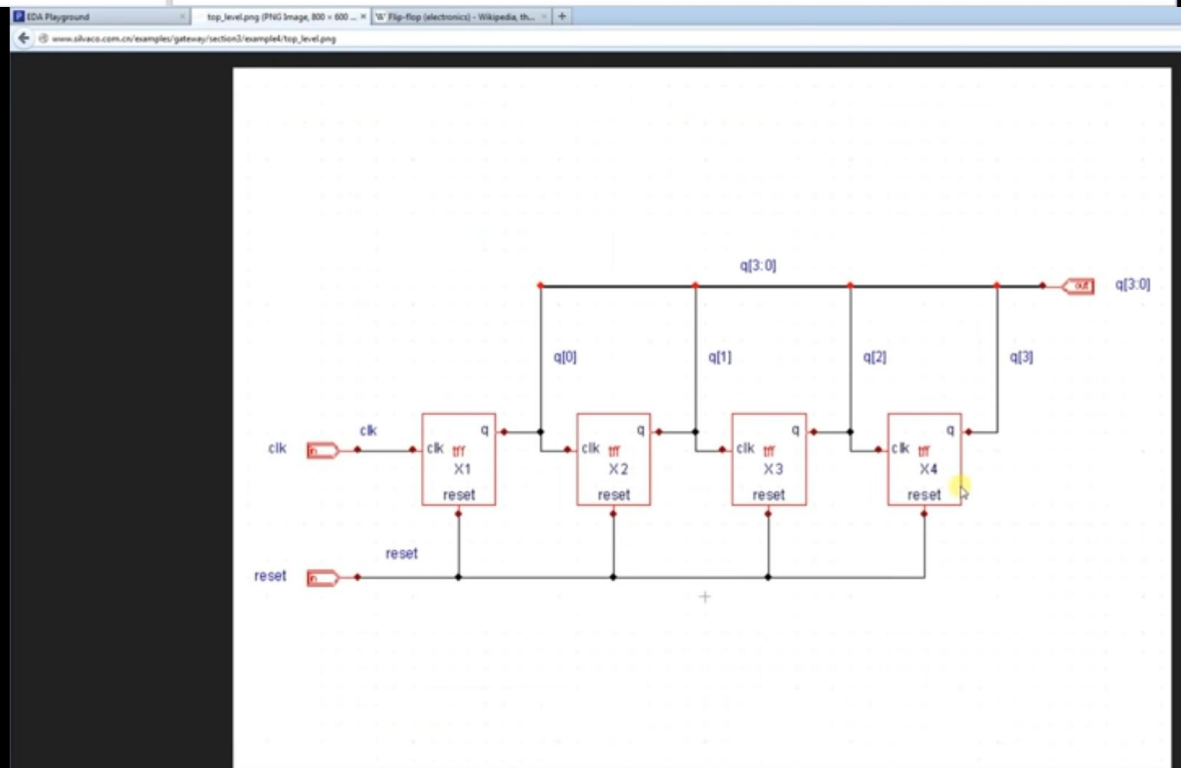 EDA Playground
top_level.png (PNG Image, 800 × 600 ...
Flip-flop (electronics) - Wikipedia, th...
www.silvaco.com.cn/examples/gateway/section3/example4/top_level.png
q[3:0]
out
q[3:0]
q[0]
q[1]
q[2]
q[3]
clk
in
clk
q
clk
tff
X1
reset
q
clk
tff
X2
reset
q
clk
tff
X3
reset
q
clk
tff
X4
reset
reset
reset
in